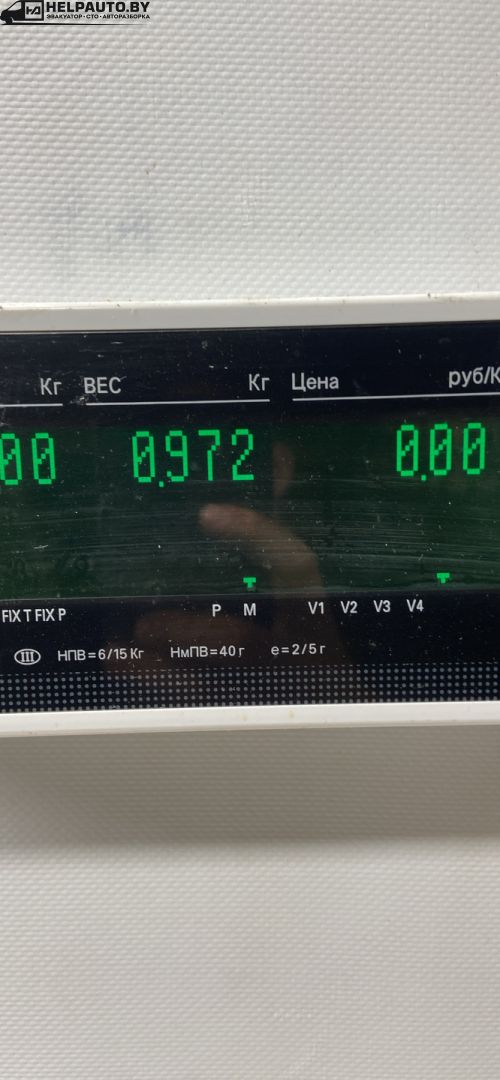 HELPAUTO.BY
ЭВАКУАТОР·СТО·АВТОРАЗБОРКА
Кг ВЕС Кг Цена руб/К
00 0.972 0.00
FIX T FIX P P M V1 V2 V3 V4
III НПВ=6/15 Кг НмПВ=40 г e=2/5 г